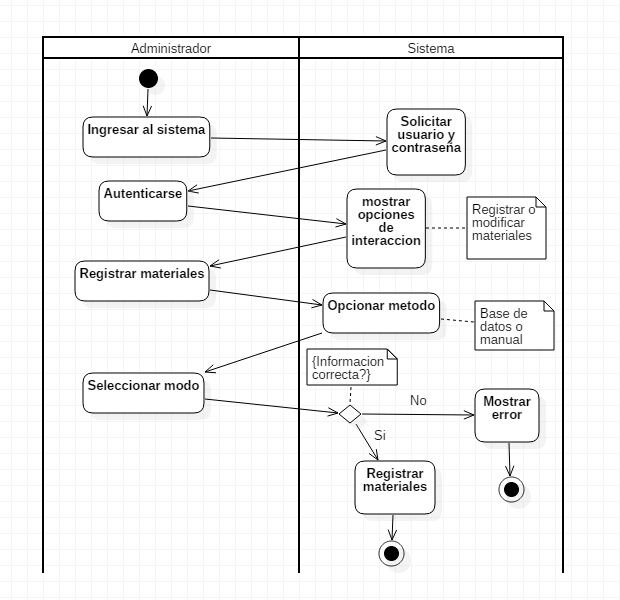 Administrador
Sistema
Ingresar al sistema
Solicitar
usuario y
contraseña
Autenticarse
mostrar
opciones
de
interaccion
Registrar o
modificar
materiales
Registrar materiales
Opcionar metodo
Base de
datos o
manual
{Informacion
correcta?}
Seleccionar modo
No
Mostrar
error
Si
Registrar
materiales